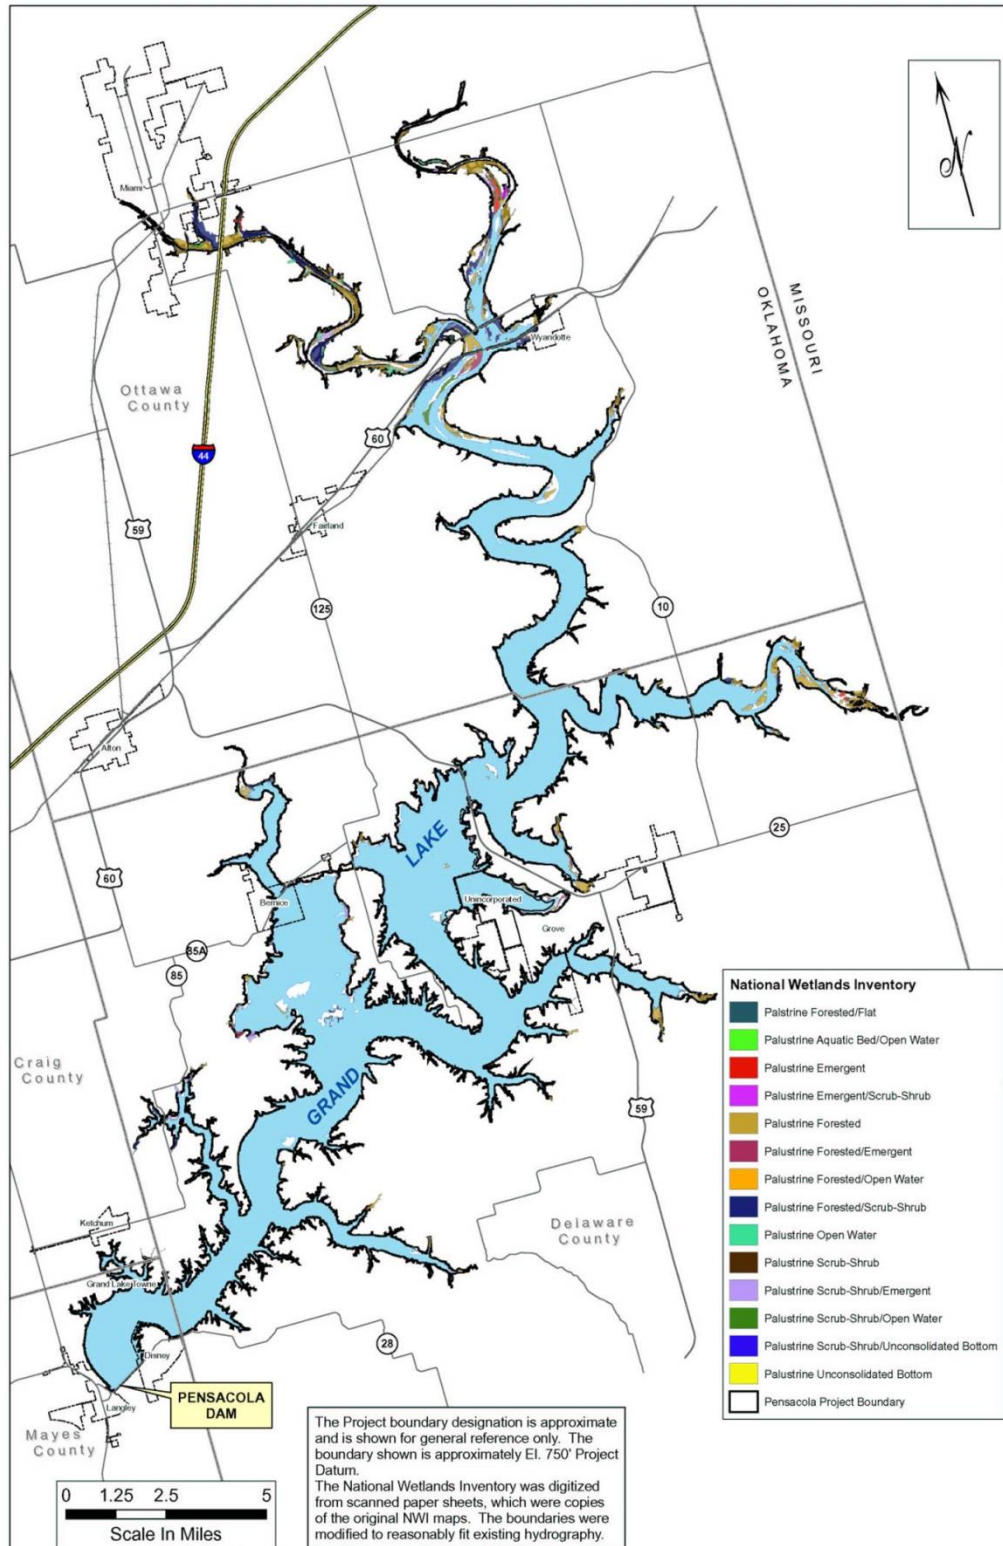 Miami
MISSOURI
OKLAHOMA
Wyandotte
Ottawa
County
60
44
59
Fairland
125
10
Afton
LAKE
25
60
Bernice
Unincorporated
Grove
85A
85
GRAND
Craig
County
59
Ketchum
Delaware
County
Grand Lake Towne
28
Disney
PENSACOLA
DAM
Langley
Mayes
County
N
National Wetlands Inventory
Palstrine Forested/Flat
Palustrine Aquatic Bed/Open Water
Palustrine Emergent
Palustrine Emergent/Scrub-Shrub
Palustrine Forested
Palustrine Forested/Emergent
Palustrine Forested/Open Water
Palustrine Forested/Scrub-Shrub
Palustrine Open Water
Palustrine Scrub-Shrub
Palustrine Scrub-Shrub/Emergent
Palustrine Scrub-Shrub/Open Water
Palustrine Scrub-Shrub/Unconsolidated Bottom
Palustrine Unconsolidated Bottom
Pensacola Project Boundary
The Project boundary designation is approximate
and is shown for general reference only. The
boundary shown is approximately El. 750' Project
Datum.
The National Wetlands Inventory was digitized
from scanned paper sheets, which were copies
of the original NWI maps. The boundaries were
modified to reasonably fit existing hydrography.
0 1.25 2.5 5
Scale In Miles